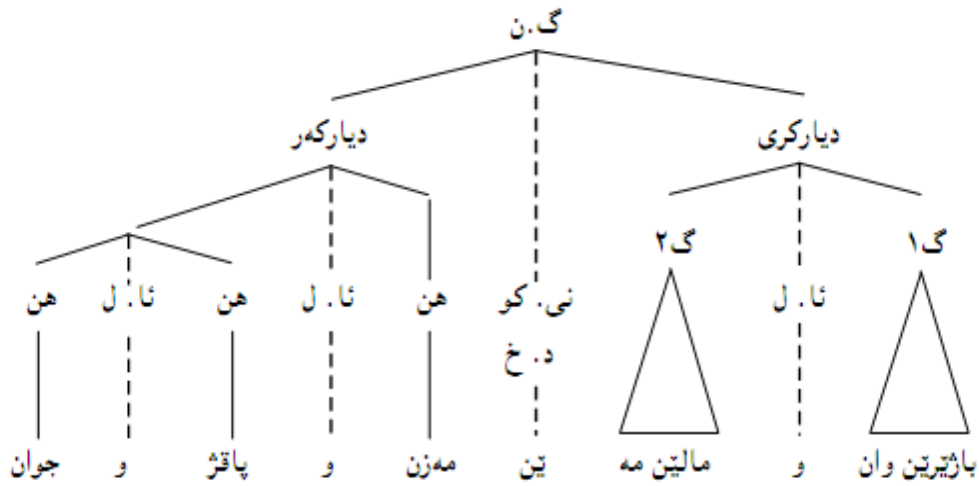 گ.ن
دیارکری دیارکەر
گ١ گ٢
ئا. ل نی. کو هن ئا. ل هن ئا. ل هن
د. خ
باژێرێن وان و مالێن مە ێن مەزن و پاقژ و جوان